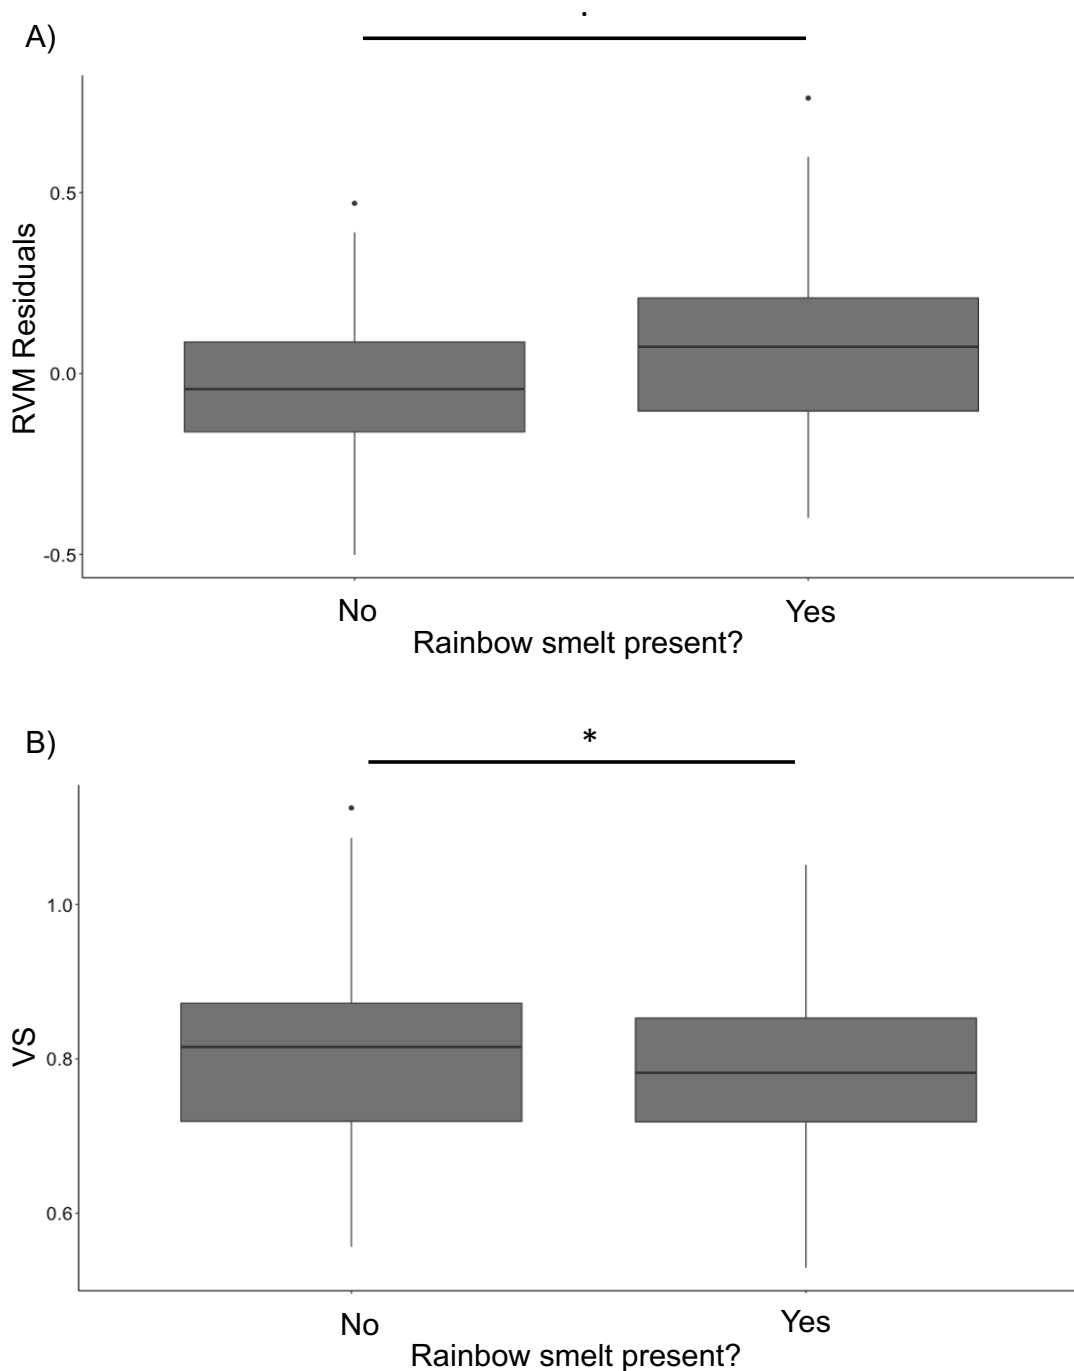 A)
.
0.5
0.0
-0.5
RVM Residuals
No
Yes
Rainbow smelt present?
B)
*
1.0
0.8
0.6
VS
No
Yes
Rainbow smelt present?